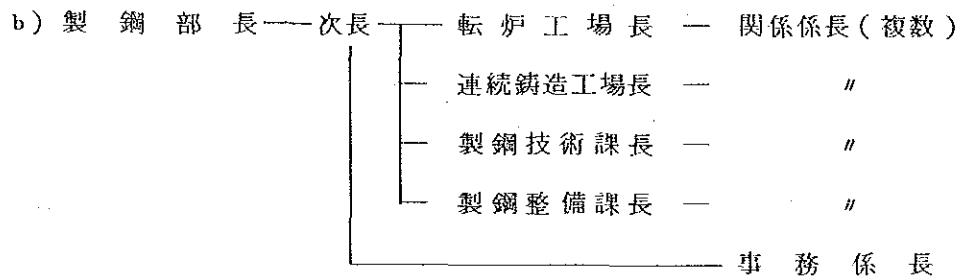 b) 製鋼部長 次長 転炉工場長 関係係長(複数)
連続鋳造工場長 〃
製鋼技術課長 〃
製鋼整備課長 〃
事務係長